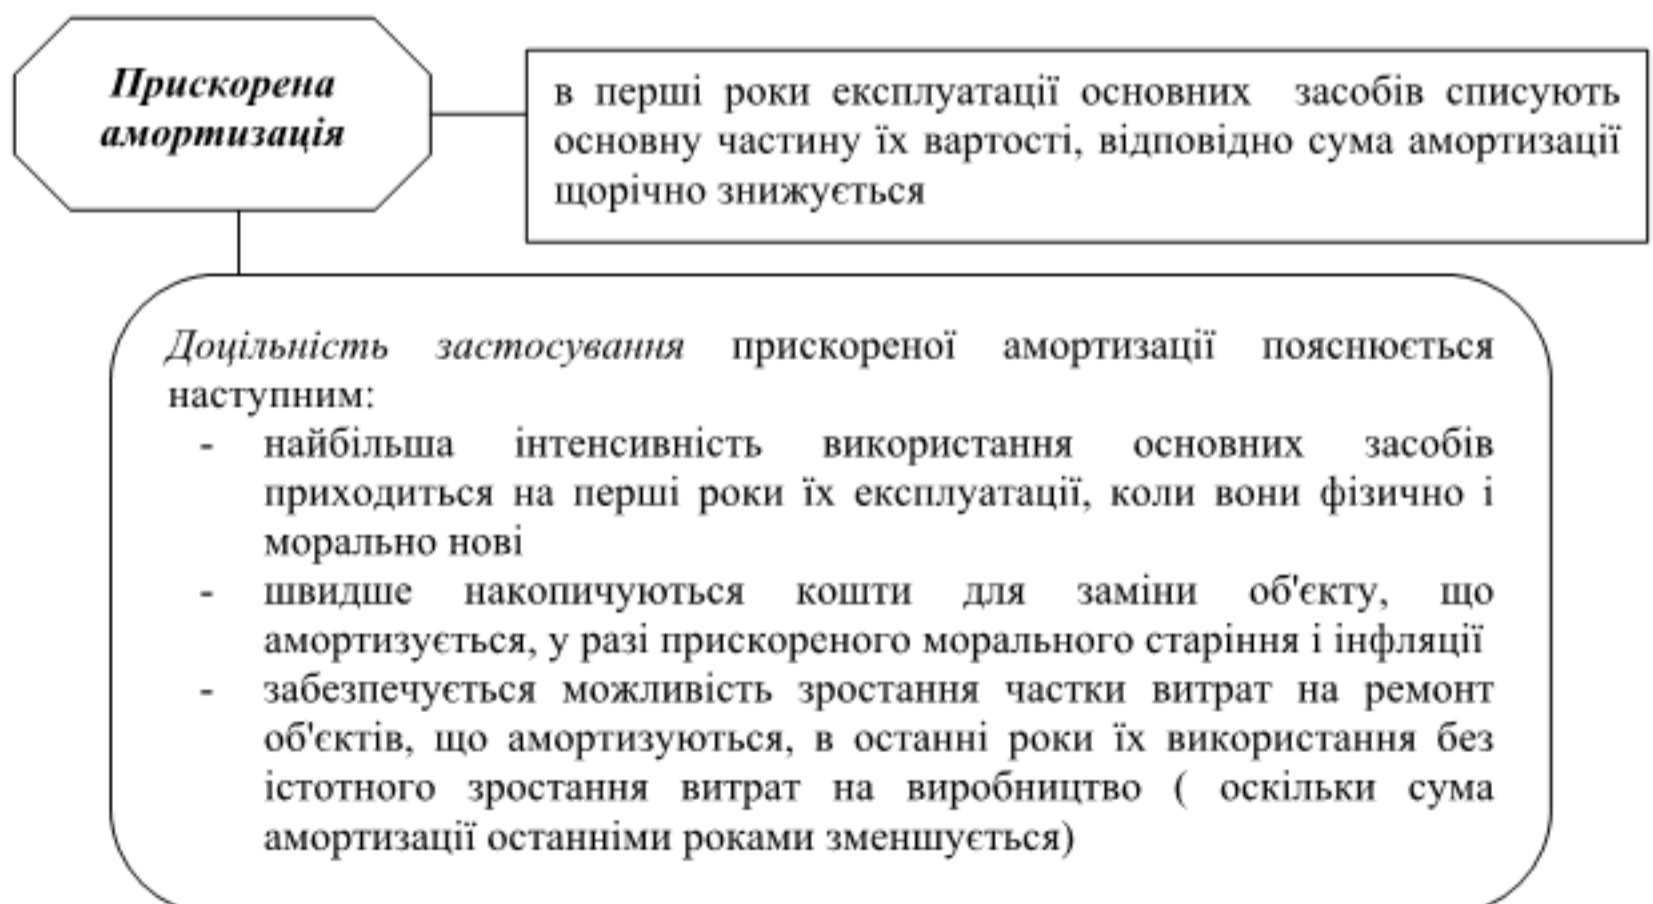 Прискорена
амортизація
в перші роки експлуатації основних засобів списують
основну частину їх вартості, відповідно сума амортизації
щорічно знижується
Доцільність застосування прискореної амортизації пояснюється
наступним:
- найбільша інтенсивність використання основних засобів
приходиться на перші роки їх експлуатації, коли вони фізично і
морально нові
- швидше накопичуються кошти для заміни об'єкту, що
амортизується, у разі прискореного морального старіння і інфляції
- забезпечується можливість зростання частки витрат на ремонт
об'єктів, що амортизуються, в останні роки їх використання без
істотного зростання витрат на виробництво ( оскільки сума
амортизації останніми роками зменшується)